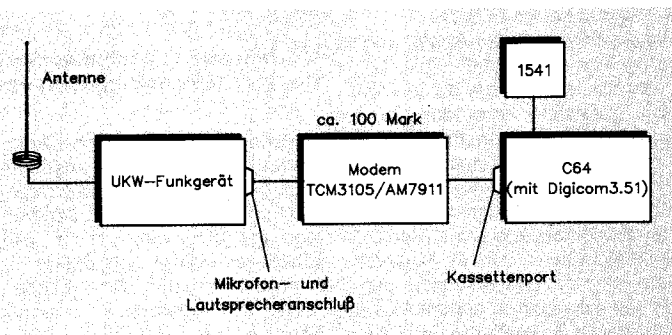 Antenne
1541
ca. 100 Mark
UKW-Funkgerät
Modem
TCM3105/AM7911
C64
(mit Digicom3.51)
Mikrofon- und
Lautsprecheranschluß
Kassettenport